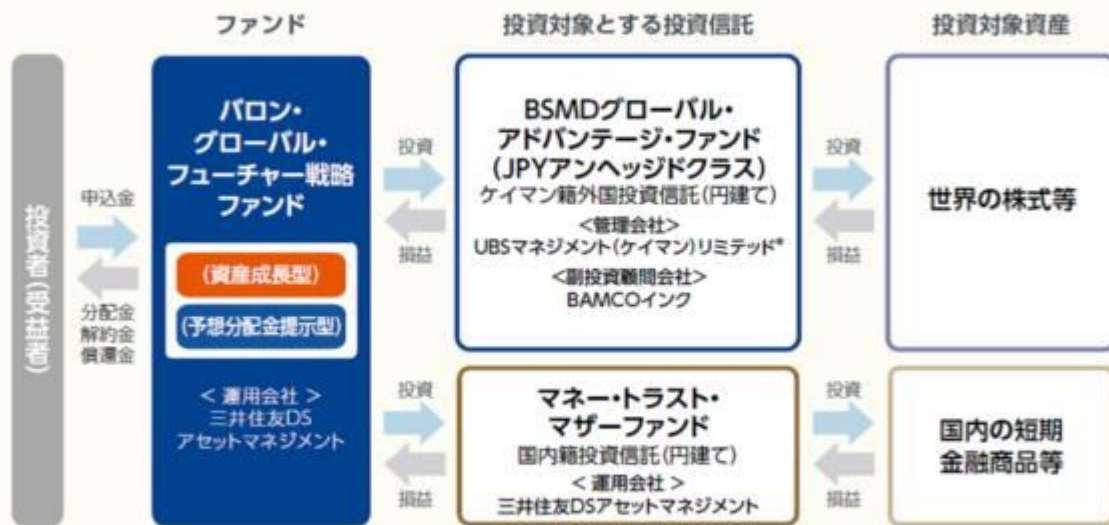 ファンド
投資対象とする投資信託
投資対象資産
投資者(受益者)
申込金
分配金
解約金
償還金
バロン・
グローバル・
フューチャー戦略
ファンド
(資産成長型)
(予想分配金提示型)
< 運用会社 >
三井住友DS
アセットマネジメント
投資
損益
BSMDグローバル・
アドバンテージ・ファンド
(JPYアンヘッジドクラス)
ケイマン籍外国投資信託(円建て)
<管理会社>
UBSマネジメント(ケイマン)リミテッド*
<副投資顧問会社>
BAMCOインク
投資
損益
世界の株式等
投資
損益
マネー・トラスト・
マザーファンド
国内籍投資信託(円建て)
< 運用会社 >
三井住友DSアセットマネジメント
投資
損益
国内の短期
金融商品等